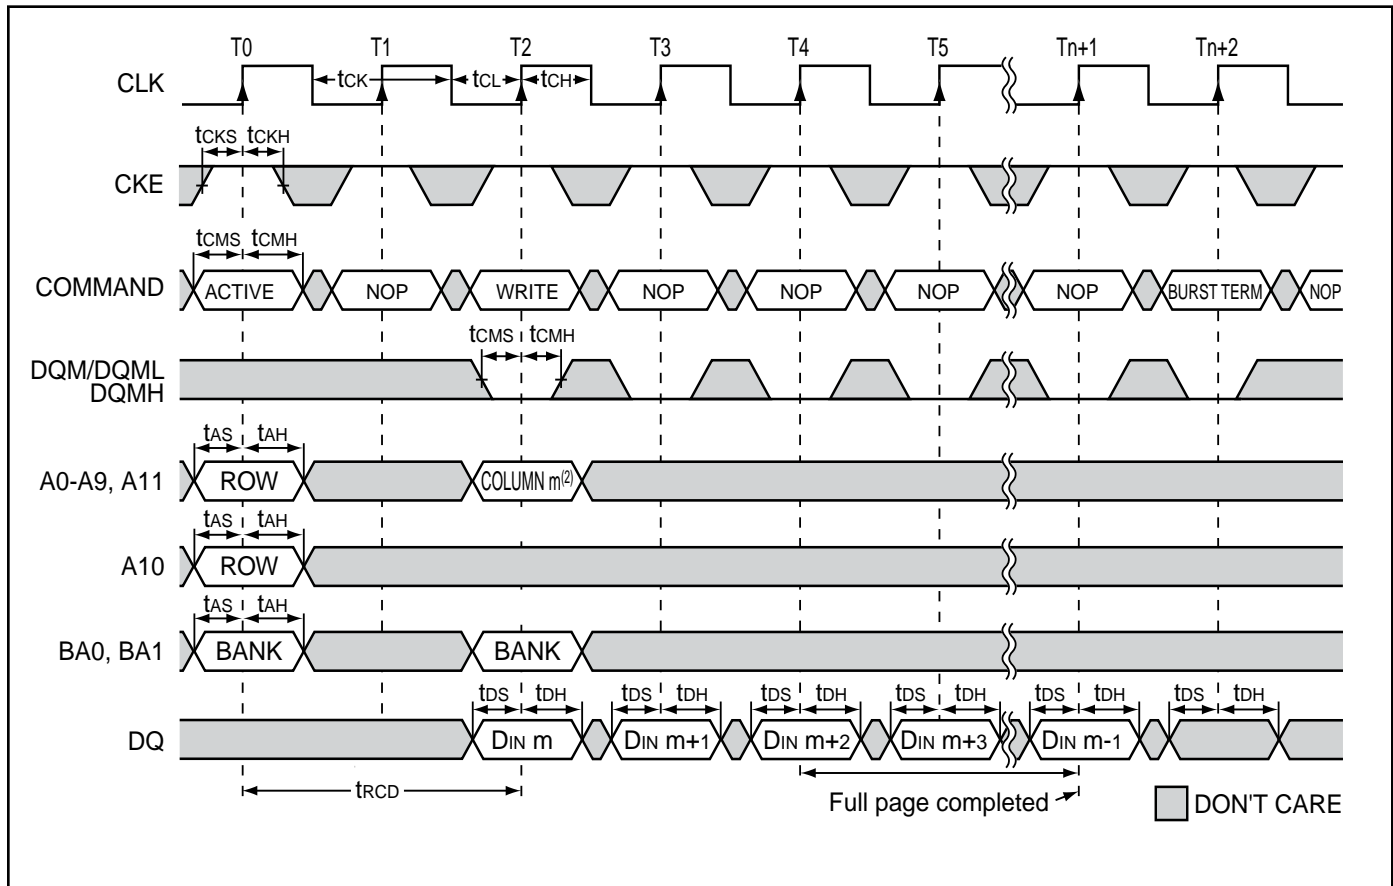 T0 T1 T2 T3 T4 T5 Tn+1 Tn+2
CLK tCK tCL tCH
tCKS tCKH
CKE
tCMS tCMH
COMMAND ACTIVE NOP WRITE NOP NOP NOP NOP BURST TERM NOP
tCMS tCMH
DQM/DQML
DQMH
tAS tAH
A0-A9, A11 ROW COLUMN m(2)
tAS tAH
A10 ROW
tAS tAH
BA0, BA1 BANK BANK
tDS tDH tDS tDH tDS tDH tDS tDH tDS tDH tDS tDH
DQ DIN m DIN m+1 DIN m+2 DIN m+3 DIN m-1
tRCD
Full page completed
DON'T CARE